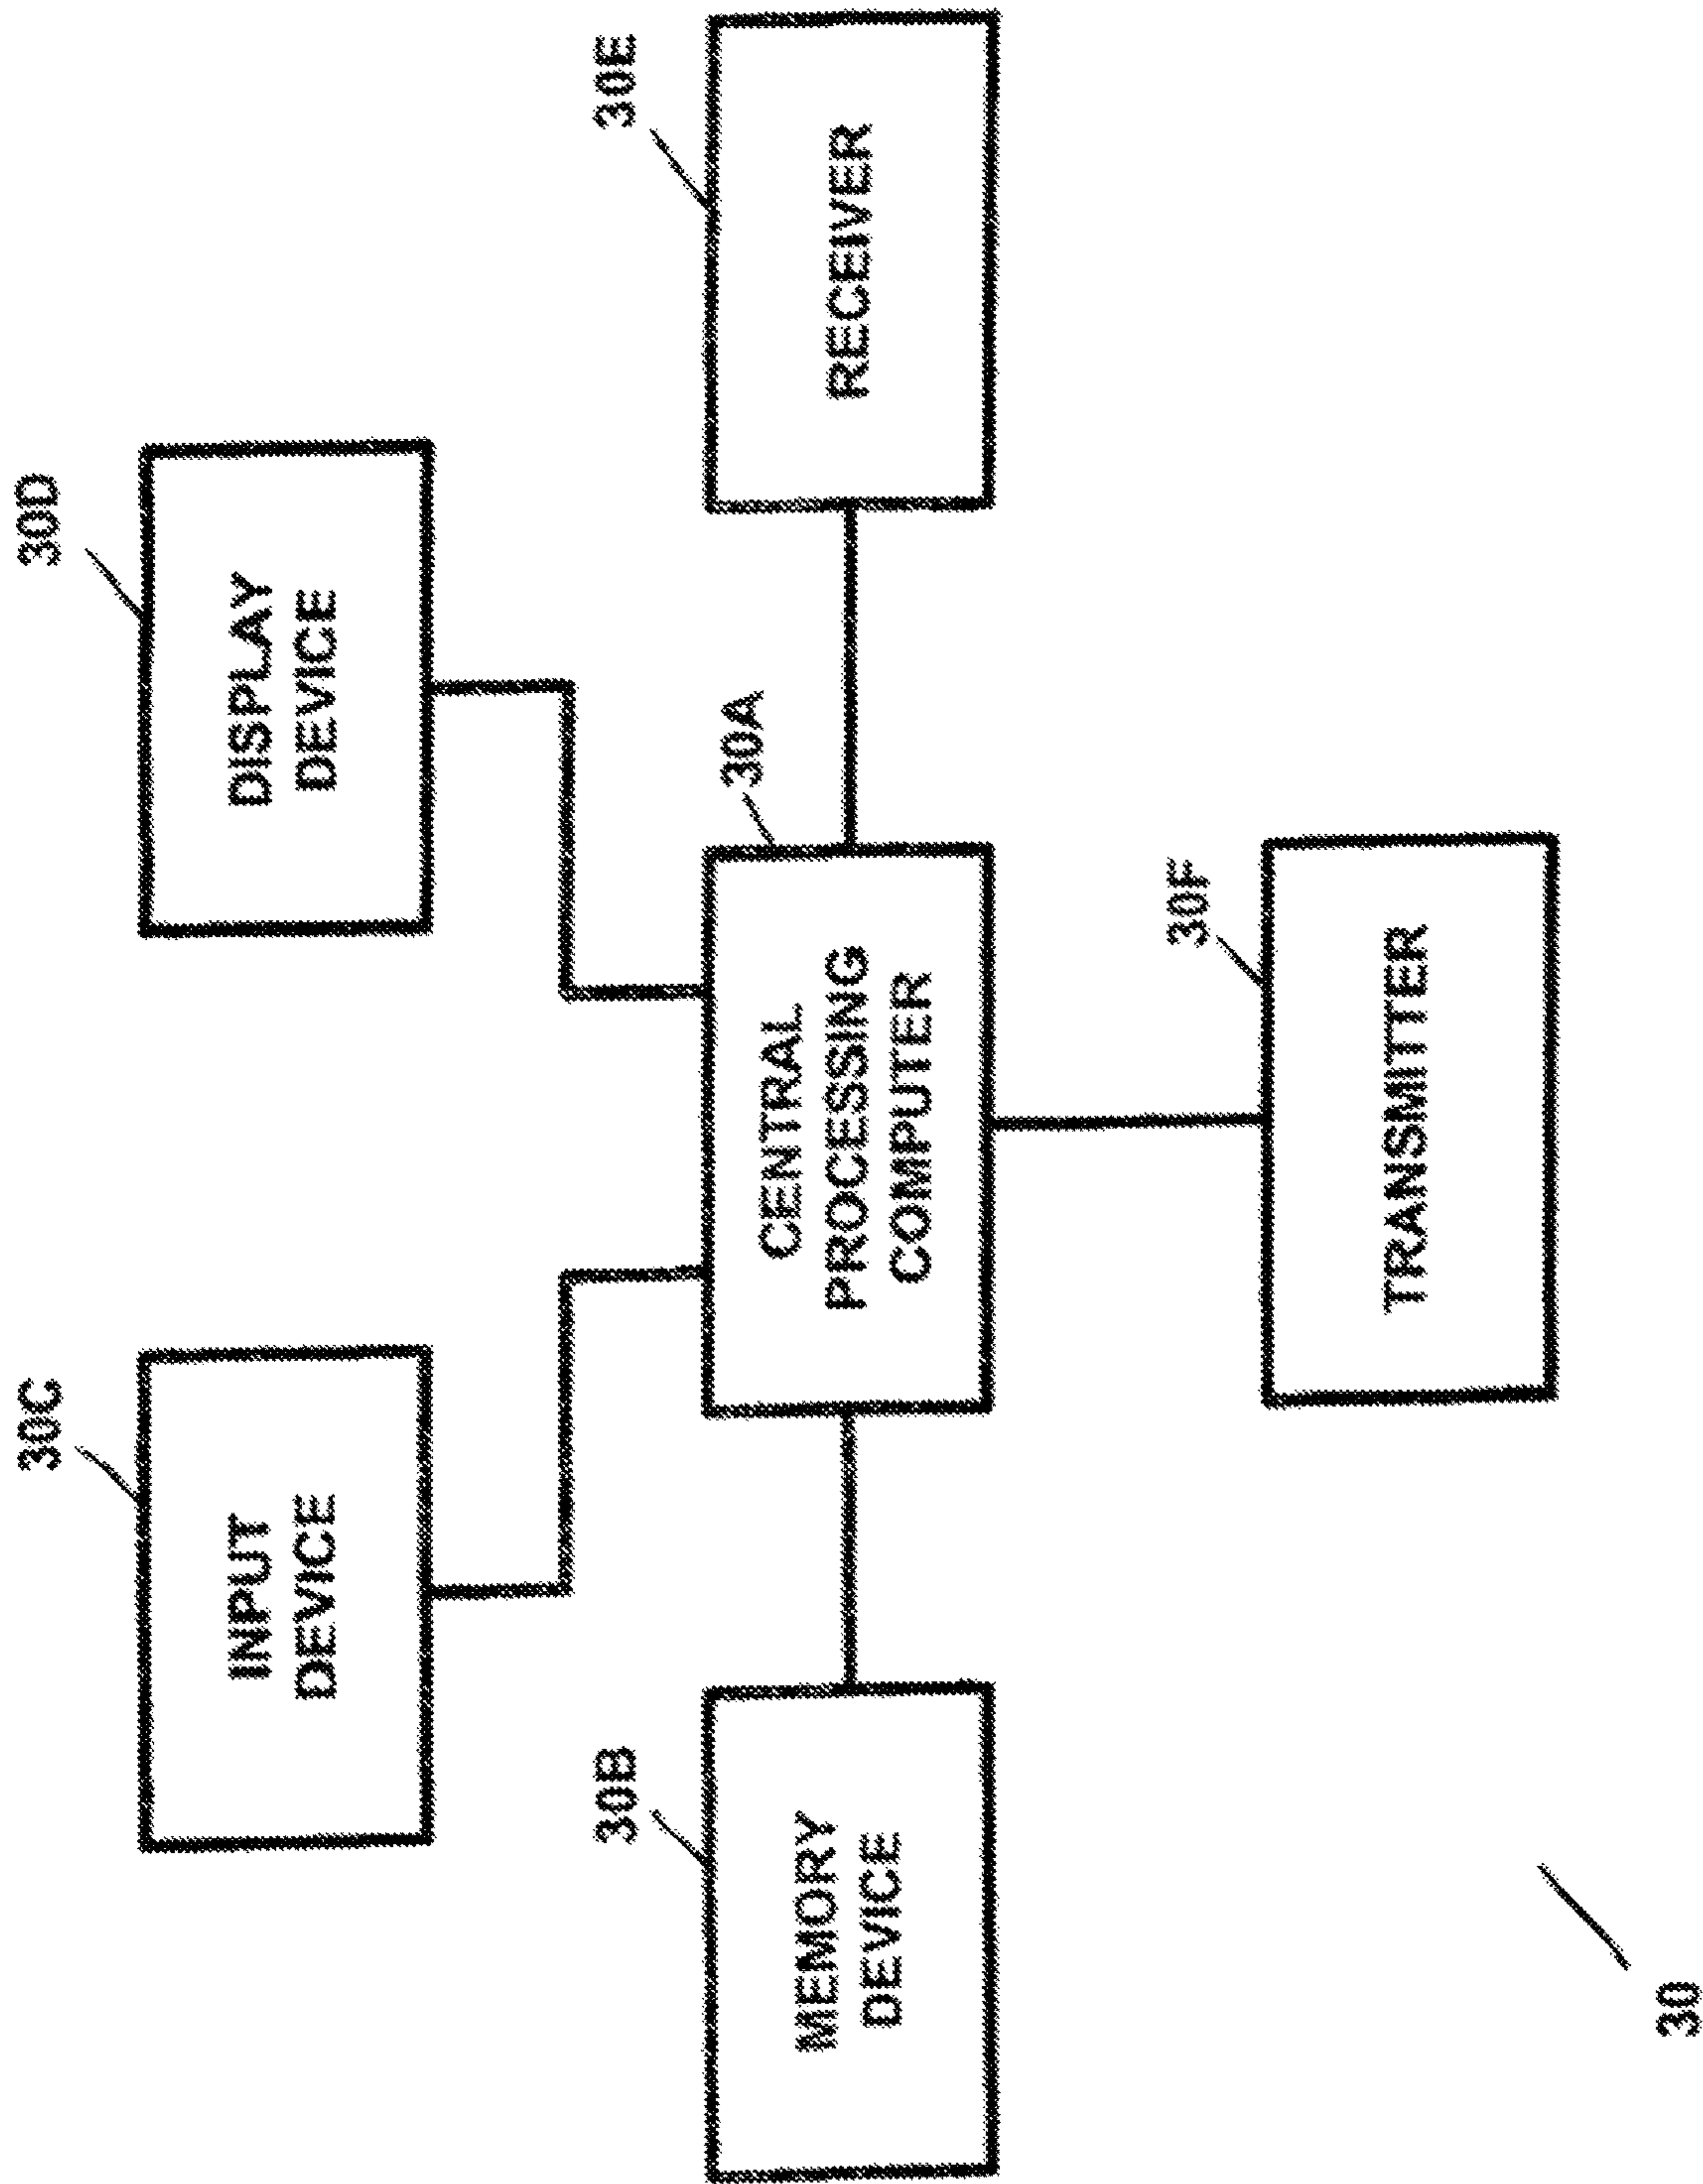 30C
INPUT
DEVICE
30D
DISPLAY
DEVICE
30B
MEMORY
DEVICE
30A
CENTRAL
PROCESSING
COMPUTER
30E
RECEIVER
30F
TRANSMITTER
30